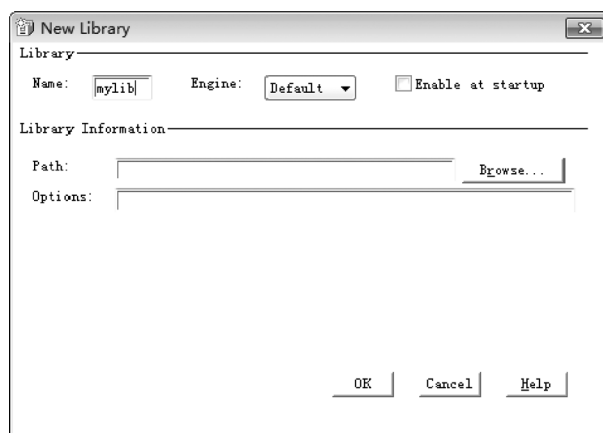 New Library
Library
Name: mylib Engine: Default Enable at startup
Library Information
Path: Browse...
Options:
OK Cancel Help